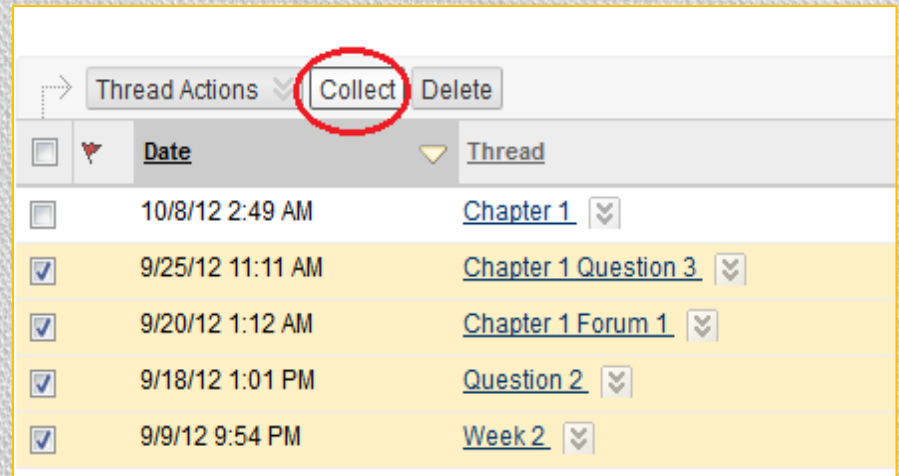 Thread Actions Collect Delete
Date Thread
10/8/12 2:49 AM Chapter 1
9/25/12 11:11 AM Chapter 1 Question 3
9/20/12 1:12 AM Chapter 1 Forum 1
9/18/12 1:01 PM Question 2
9/9/12 9:54 PM Week 2